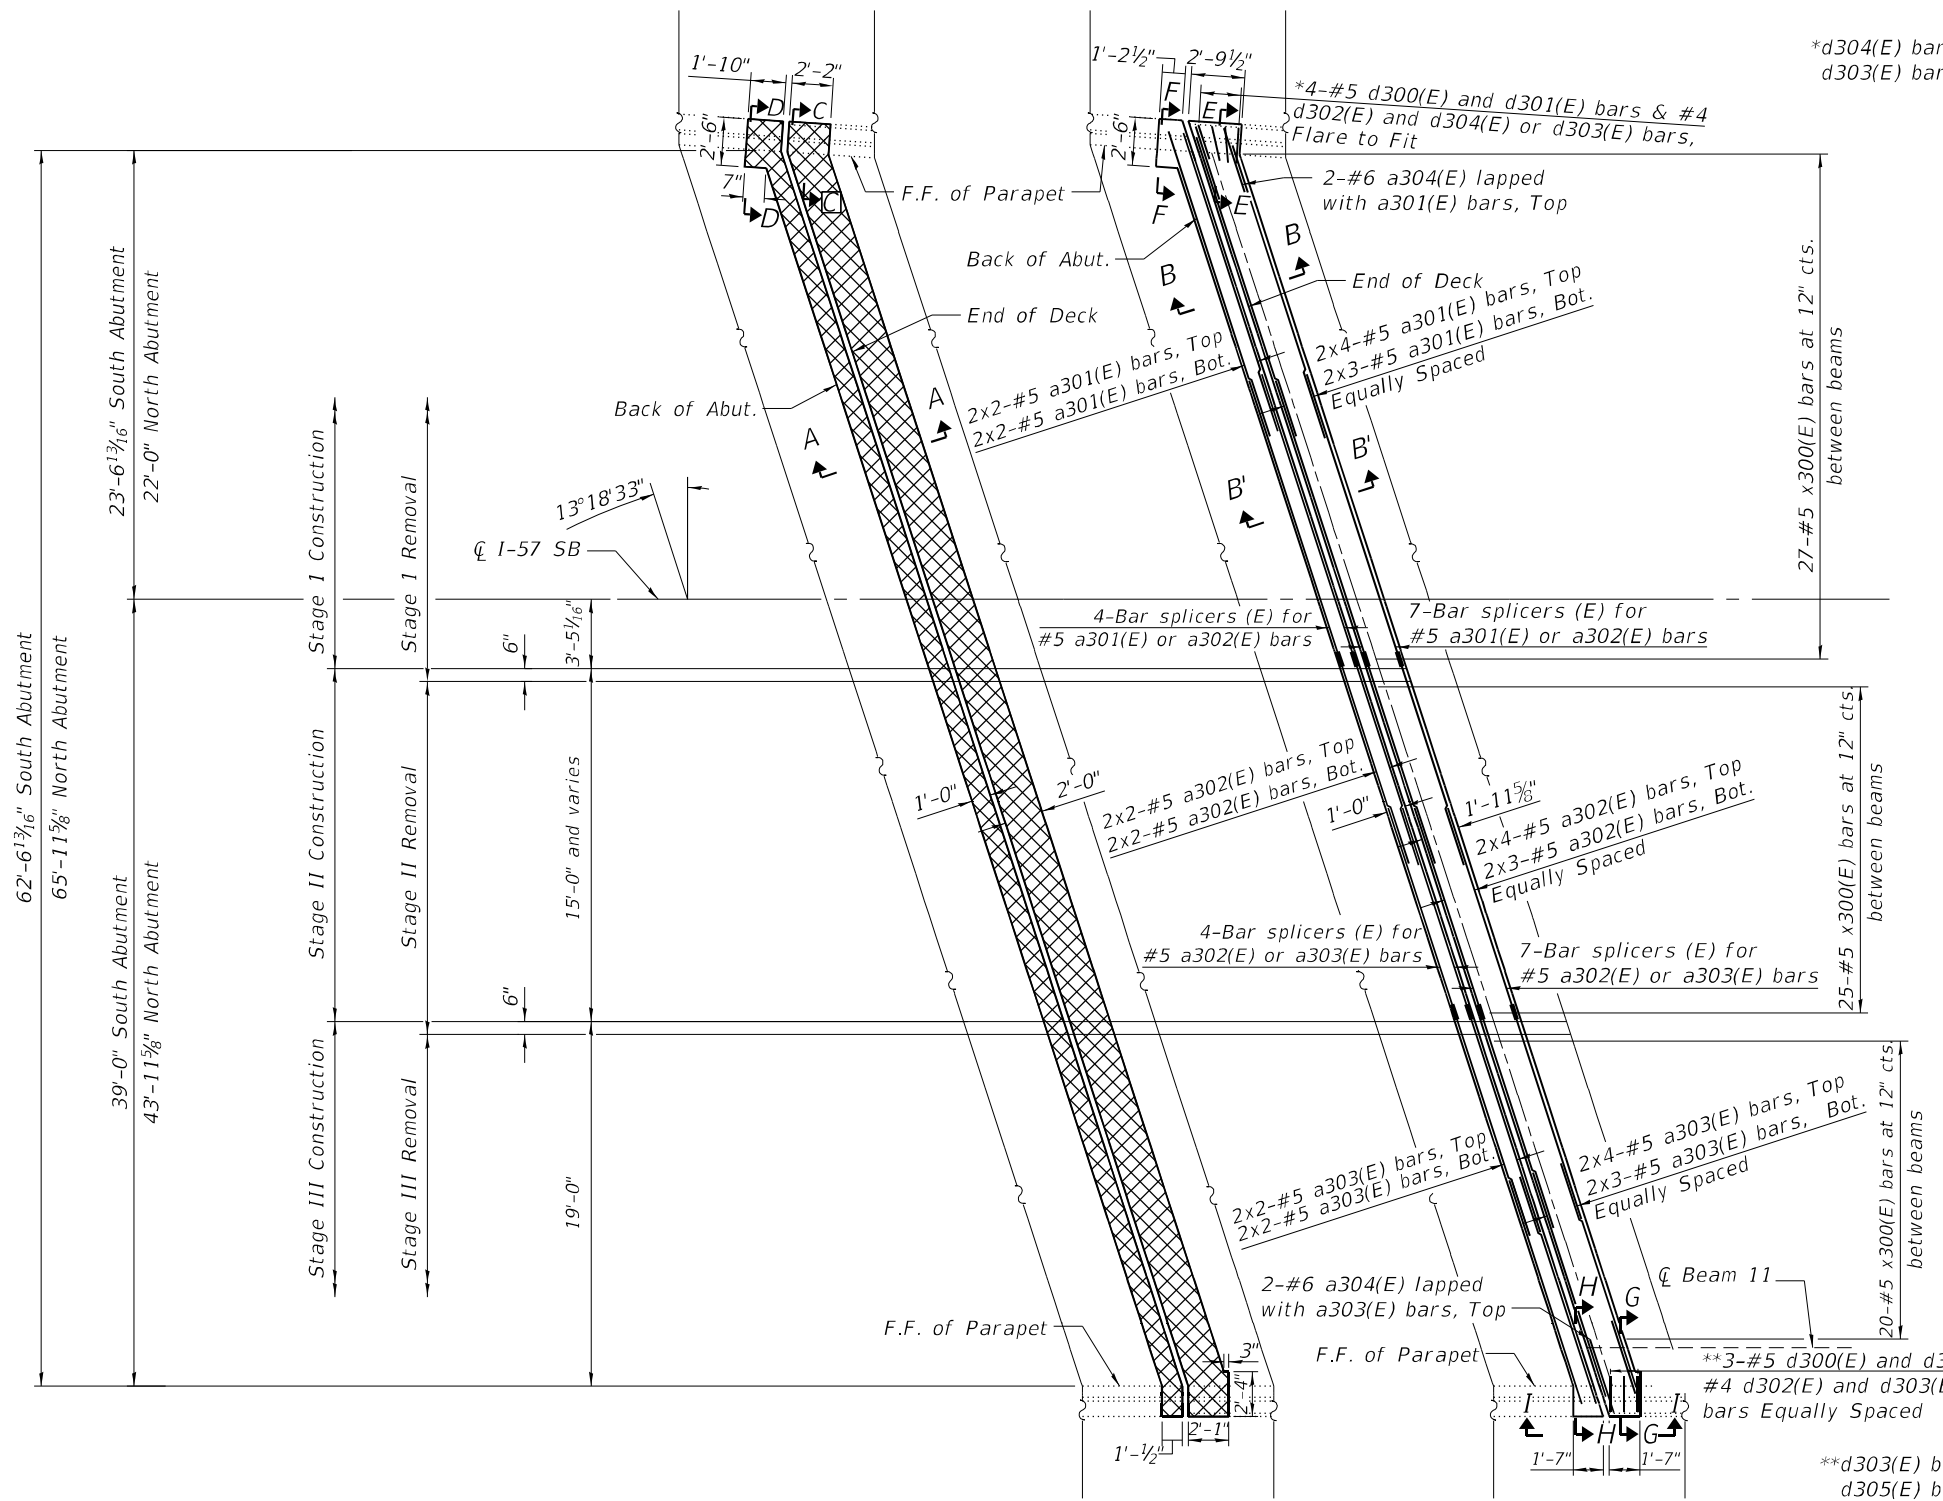 *d304(E) bar
d303(E) bar
1'-10"
2'-2"
1'-2½"
2'-9½"
D
C
F
E
*4-#5 d300(E) and d301(E) bars & #4
d302(E) and d304(E) or d303(E) bars,
Flare to Fit
2'-6"
2'-6"
7"
D
C
F.F. of Parapet
F
E
2-#6 a304(E) lapped
with a301(E) bars, Top
Back of Abut.
B
B
End of Deck
End of Deck
2x4-#5 a301(E) bars, Top
2x3-#5 a301(E) bars, Bot.
Equally Spaced
2x2-#5 a301(E) bars, Top
2x2-#5 a301(E) bars, Bot.
27-#5 x300(E) bars at 12" cts.
between beams
23'-6¹³⁄₁₆" South Abutment
22'-0" North Abutment
Back of Abut.
A
A
B'
B'
Stage I Construction
Stage I Removal
13°18'33"
℄ I-57 SB
3'-5¹⁄₁₆"
6"
4-Bar splicers (E) for
#5 a301(E) or a302(E) bars
7-Bar splicers (E) for
#5 a301(E) or a302(E) bars
62'-6¹³⁄₁₆" South Abutment
65'-11⅝" North Abutment
Stage II Construction
Stage II Removal
15'-0" and varies
1'-0"
2'-0"
2x2-#5 a302(E) bars, Top
2x2-#5 a302(E) bars, Bot.
1'-0"
1'-11⅝"
2x4-#5 a302(E) bars, Top
2x3-#5 a302(E) bars, Bot.
Equally Spaced
25-#5 x300(E) bars at 12" cts.
between beams
39'-0" South Abutment
43'-11⅝" North Abutment
4-Bar splicers (E) for
#5 a302(E) or a303(E) bars
7-Bar splicers (E) for
#5 a302(E) or a303(E) bars
6"
Stage III Construction
Stage III Removal
19'-0"
2x2-#5 a303(E) bars, Top
2x2-#5 a303(E) bars, Bot.
2x4-#5 a303(E) bars, Top
2x3-#5 a303(E) bars, Bot.
Equally Spaced
20-#5 x300(E) bars at 12" cts.
between beams
2-#6 a304(E) lapped
with a303(E) bars, Top
H
G
℄ Beam 11
F.F. of Parapet
F.F. of Parapet
3"
2'-4"
**3-#5 d300(E) and d3
#4 d302(E) and d303(E
bars Equally Spaced
I
H
G
I
1'-½"
2'-1"
1'-7"
1'-7"
**d303(E) b
d305(E) b